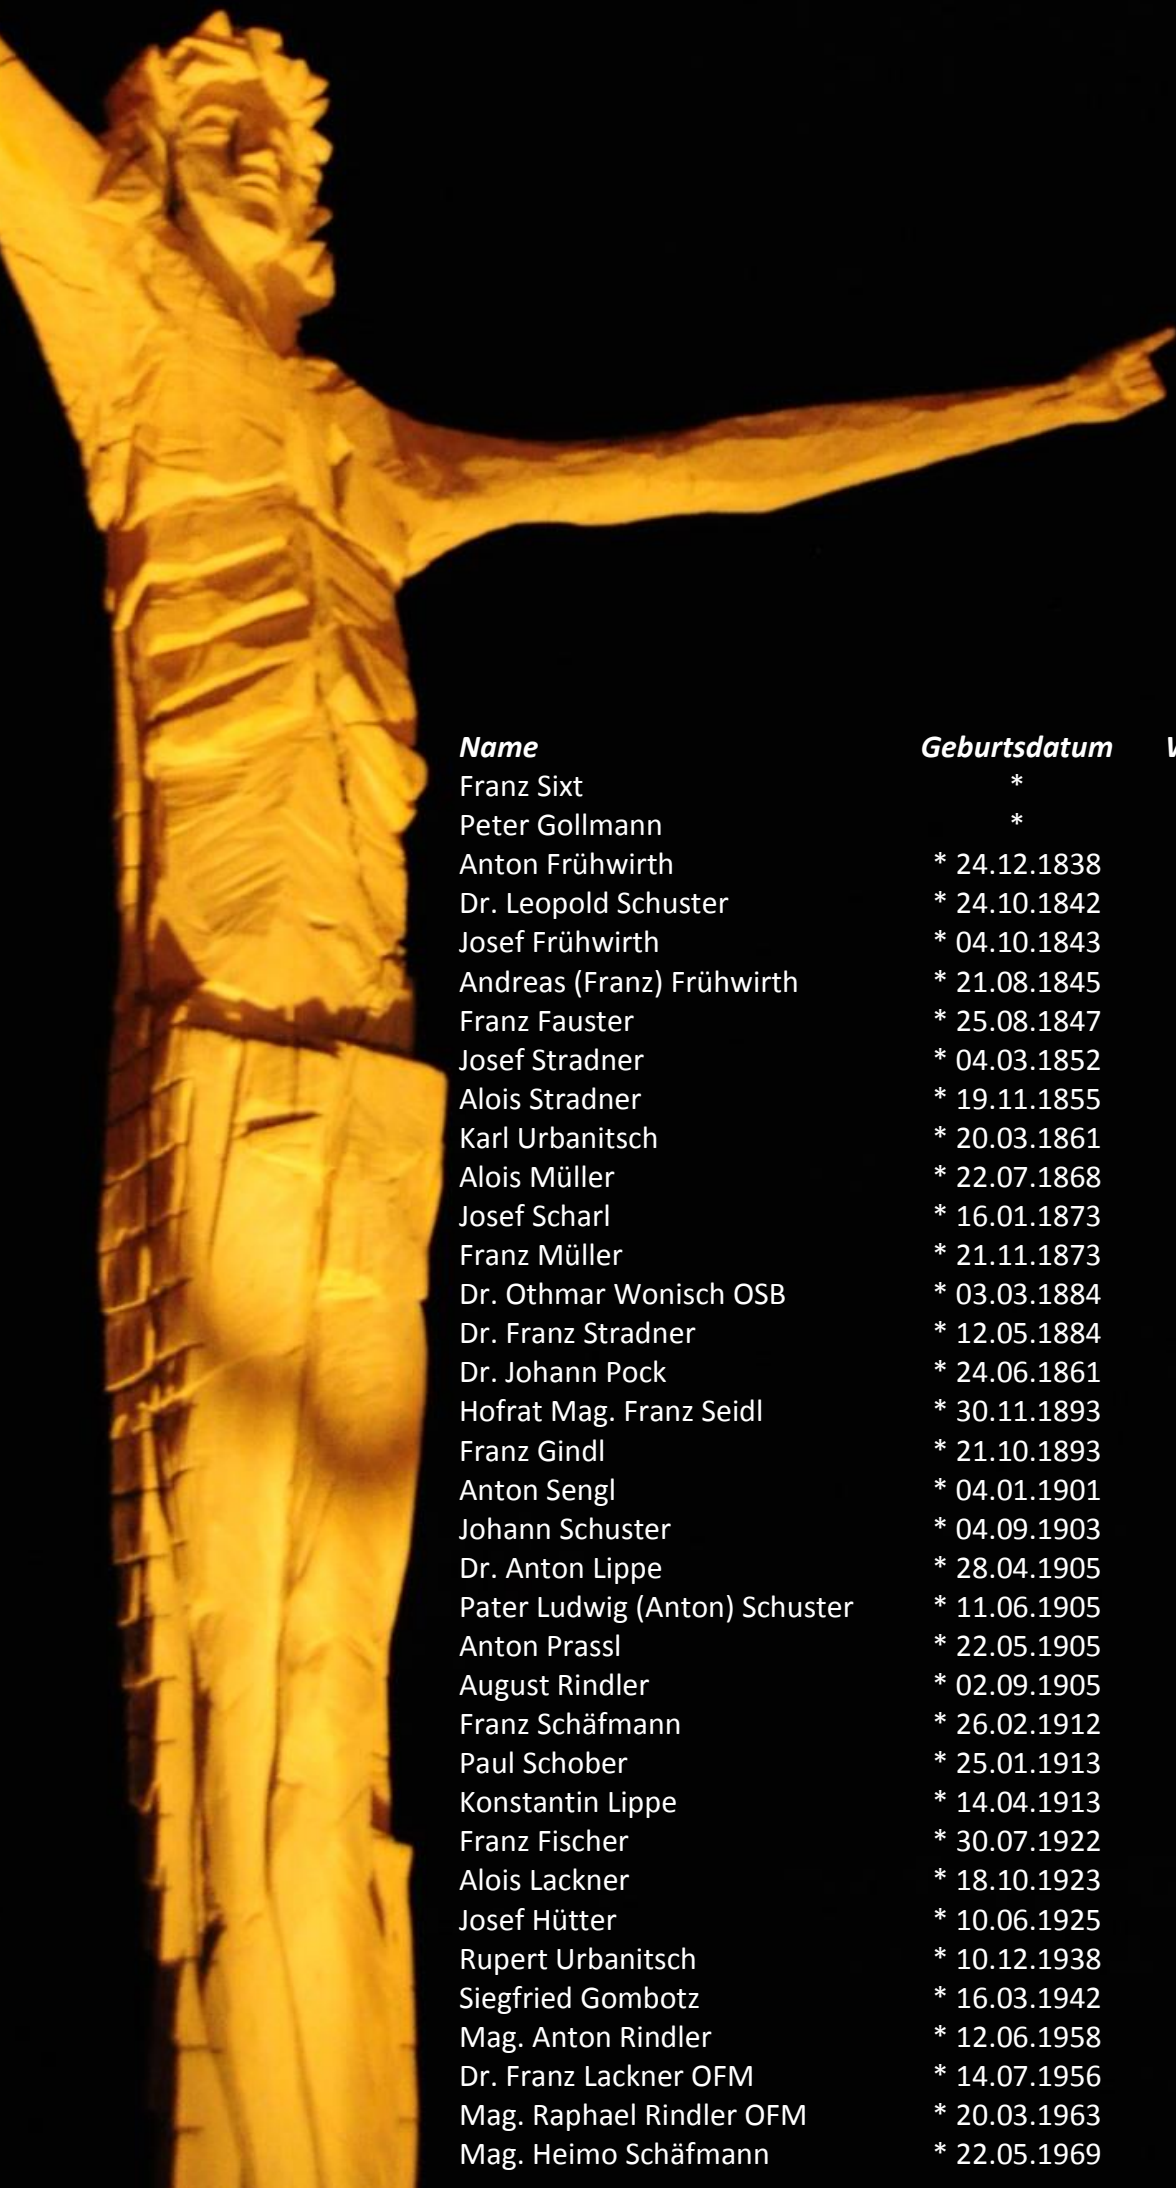 Name Geburtsdatum
Franz Sixt *
Peter Gollmann *
Anton Frühwirth * 24.12.1838
Dr. Leopold Schuster * 24.10.1842
Josef Frühwirth * 04.10.1843
Andreas (Franz) Frühwirth * 21.08.1845
Franz Fauster * 25.08.1847
Josef Stradner * 04.03.1852
Alois Stradner * 19.11.1855
Karl Urbanitsch * 20.03.1861
Alois Müller * 22.07.1868
Josef Scharl * 16.01.1873
Franz Müller * 21.11.1873
Dr. Othmar Wonisch OSB * 03.03.1884
Dr. Franz Stradner * 12.05.1884
Dr. Johann Pock * 24.06.1861
Hofrat Mag. Franz Seidl * 30.11.1893
Franz Gindl * 21.10.1893
Anton Sengl * 04.01.1901
Johann Schuster * 04.09.1903
Dr. Anton Lippe * 28.04.1905
Pater Ludwig (Anton) Schuster * 11.06.1905
Anton Prassl * 22.05.1905
August Rindler * 02.09.1905
Franz Schäfmann * 26.02.1912
Paul Schober * 25.01.1913
Konstantin Lippe * 14.04.1913
Franz Fischer * 30.07.1922
Alois Lackner * 18.10.1923
Josef Hütter * 10.06.1925
Rupert Urbanitsch * 10.12.1938
Siegfried Gombotz * 16.03.1942
Mag. Anton Rindler * 12.06.1958
Dr. Franz Lackner OFM * 14.07.1956
Mag. Raphael Rindler OFM * 20.03.1963
Mag. Heimo Schäfmann * 22.05.1969